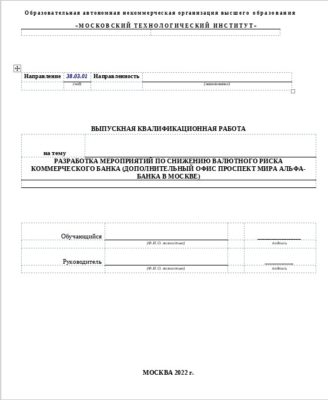 Образовательная автономная некоммерческая организация высшего образования
«МОСКОВСКИЙ ТЕХНОЛОГИЧЕСКИЙ ИНСТИТУТ»
Направление 38.03.01 Направленность
(код)
ВЫПУСКНАЯ КВАЛИФИКАЦИОННАЯ РАБОТА
на тему
РАЗРАБОТКА МЕРОПРИЯТИЙ ПО СНИЖЕНИЮ ВАЛЮТНОГО РИСКА
КОММЕРЧЕСКОГО БАНКА (ДОПОЛНИТЕЛЬНЫЙ ОФИС ПРОСПЕКТ МИРА АЛЬФА-
БАНКА В МОСКВЕ)
Обучающийся
(Ф.И.О. полностью) подпись
Руководитель
(Ф.И.О. полностью) подпись
МОСКВА 2022 г.